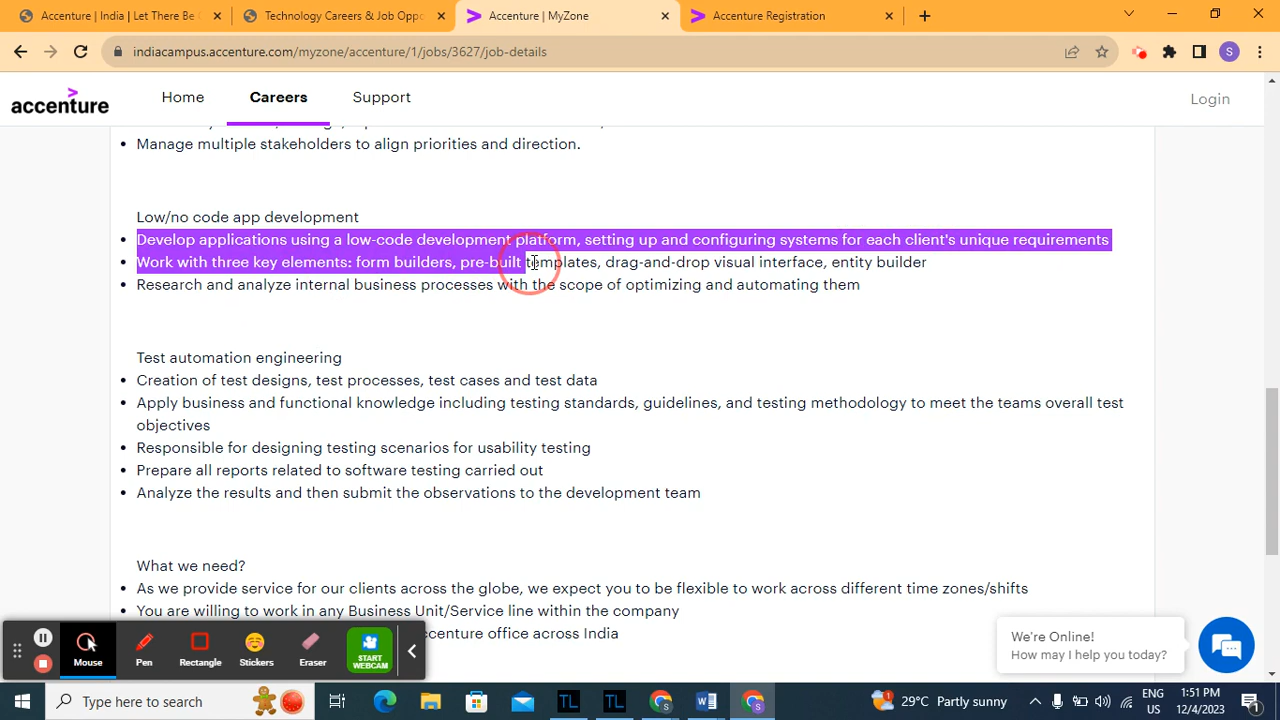 Accenture | India | Let There Be
Technology Careers & Job Oppo
Accenture | MyZone
Accenture Registration
indiacampus.accenture.com/myzone/accenture/1/jobs/3627/job-details
S
accenture
Home
Careers
Support
Login
Manage multiple stakeholders to align priorities and direction.
Low/no code app development
Develop applications using a low-code development platform, setting up and configuring systems for each client's unique requirements
Work with three key elements: form builders, pre-built templates, drag-and-drop visual interface, entity builder
Research and analyze internal business processes with the scope of optimizing and automating them
Test automation engineering
Creation of test designs, test processes, test cases and test data
Apply business and functional knowledge including testing standards, guidelines, and testing methodology to meet the teams overall test
objectives
Responsible for designing testing scenarios for usability testing
Prepare all reports related to software testing carried out
Analyze the results and then submit the observations to the development team
What we need?
As we provide service for our clients across the globe, we expect you to be flexible to work across different time zones/shifts
You are willing to work in any Business Unit/Service line within the company
ccenture office across India
Mouse
Pen
Rectangle
Stickers
Eraser
START
WEBCAM
We're Online!
How may I help you today?
Type here to search
TL
TL
29°C Partly sunny
ENG
US
1:51 PM
12/4/2023
1